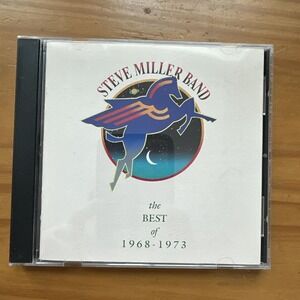 STEVE MILLER BAND
the
BEST
of
1968-1973